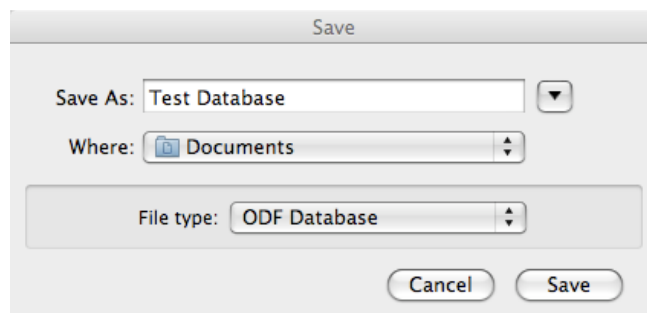 Save
Save As: Test Database
Where: Documents
File type: ODF Database
Cancel Save